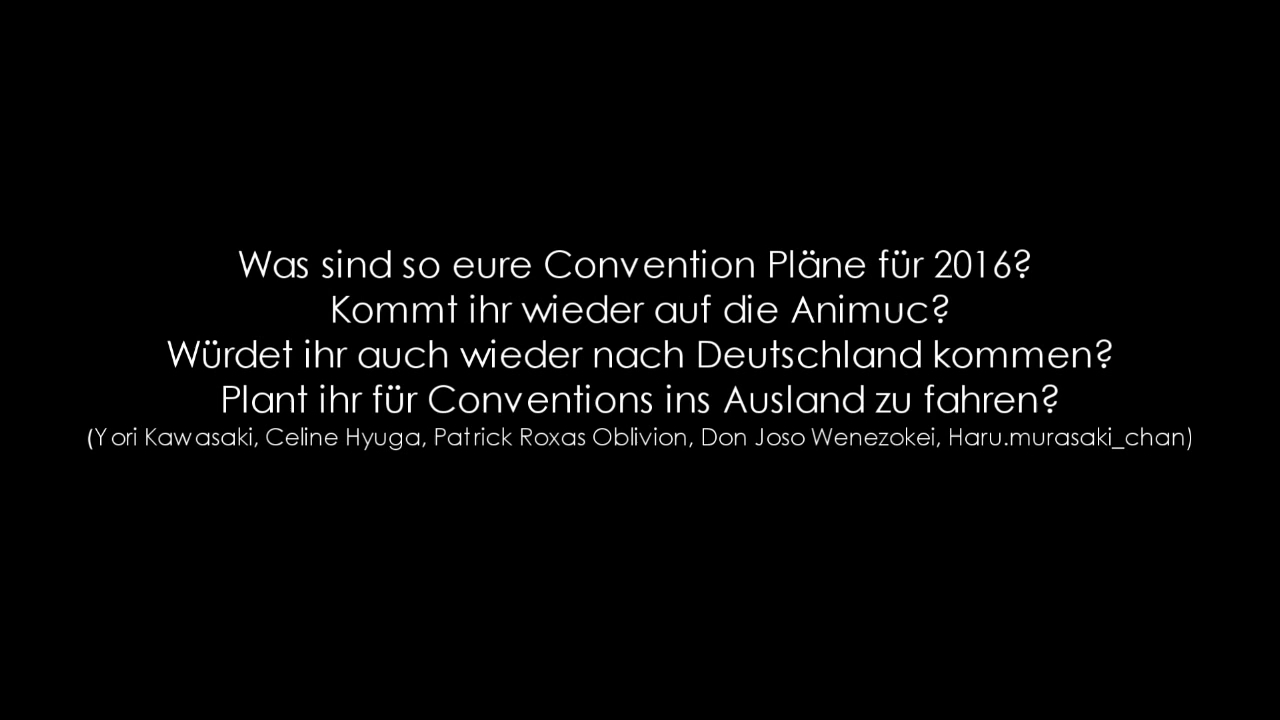 Was sind so eure Convention Pläne für 2016?
Kommt ihr wieder auf die Animuc?
Würdet ihr auch wieder nach Deutschland kommen?
Plant ihr für Conventions ins Ausland zu fahren?
(Yori Kawasaki, Celine Hyuga, Patrick Roxas Oblivion, Don Joso Wenezokei, Haru.murasaki_chan)